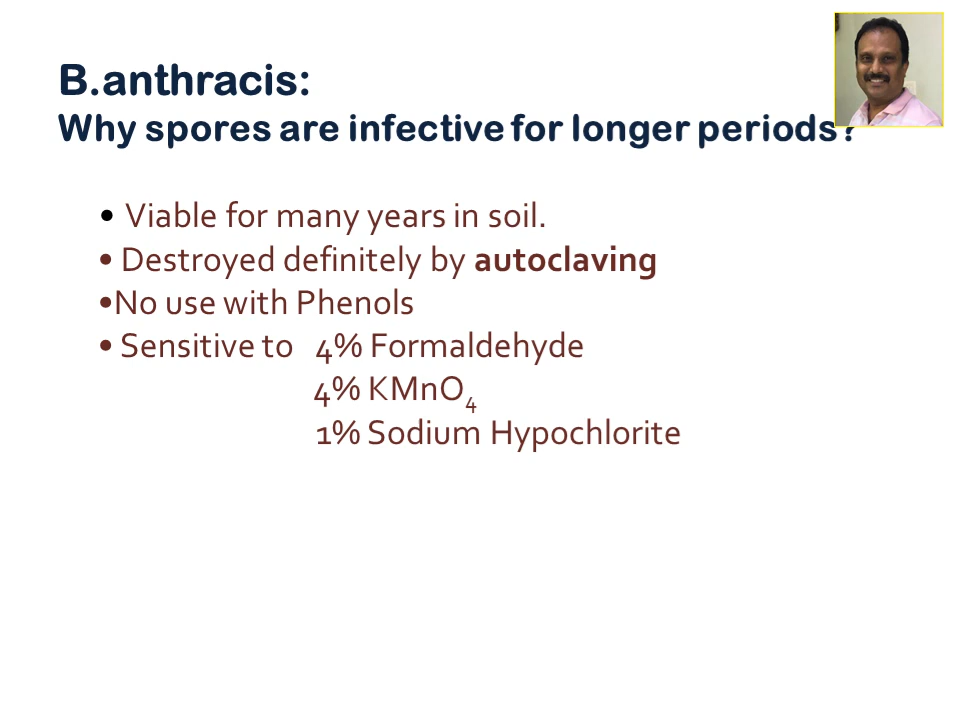 B.anthracis:
Why spores are infective for longer periods?
• Viable for many years in soil.
• Destroyed definitely by autoclaving
•No use with Phenols
• Sensitive to 4% Formaldehyde
4% KMnO₄
1% Sodium Hypochlorite